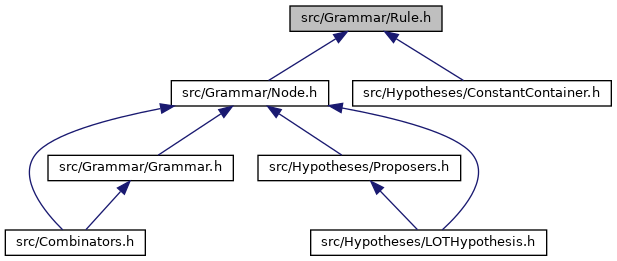 src/Grammar/Rule.h
src/Grammar/Node.h
src/Hypotheses/ConstantContainer.h
src/Grammar/Grammar.h
src/Hypotheses/Proposers.h
src/Combinators.h
src/Hypotheses/LOTHypothesis.h